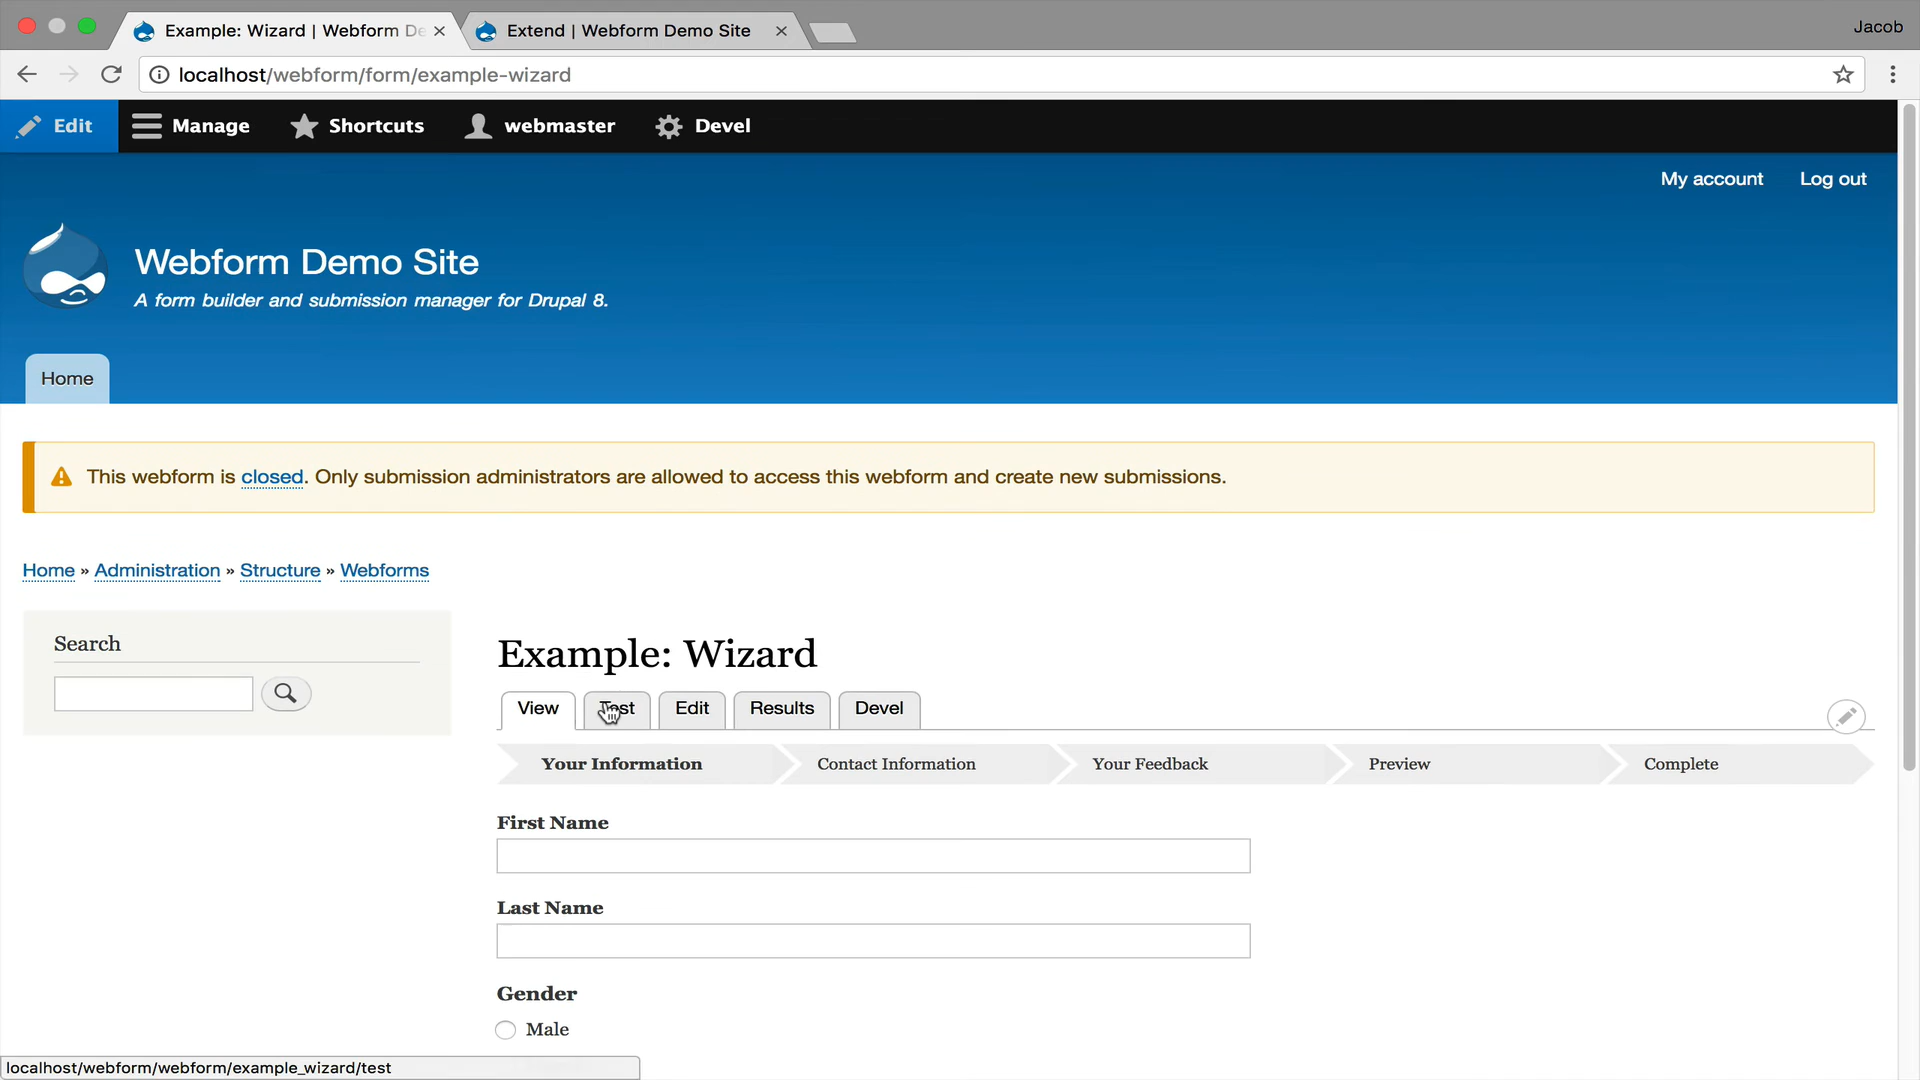 Example: Wizard | Webform De
Extend | Webform Demo Site
Jacob
localhost/webform/form/example-wizard
Edit
Manage
Shortcuts
webmaster
Devel
My account
Log out
Webform Demo Site
A form builder and submission manager for Drupal 8.
Home
This webform is closed. Only submission administrators are allowed to access this webform and create new submissions.
Home » Administration » Structure » Webforms
Search
Example: Wizard
View
Test
Edit
Results
Devel
Your Information
Contact Information
Your Feedback
Preview
Complete
First Name
Last Name
Gender
Male
localhost/webform/webform/example_wizard/test